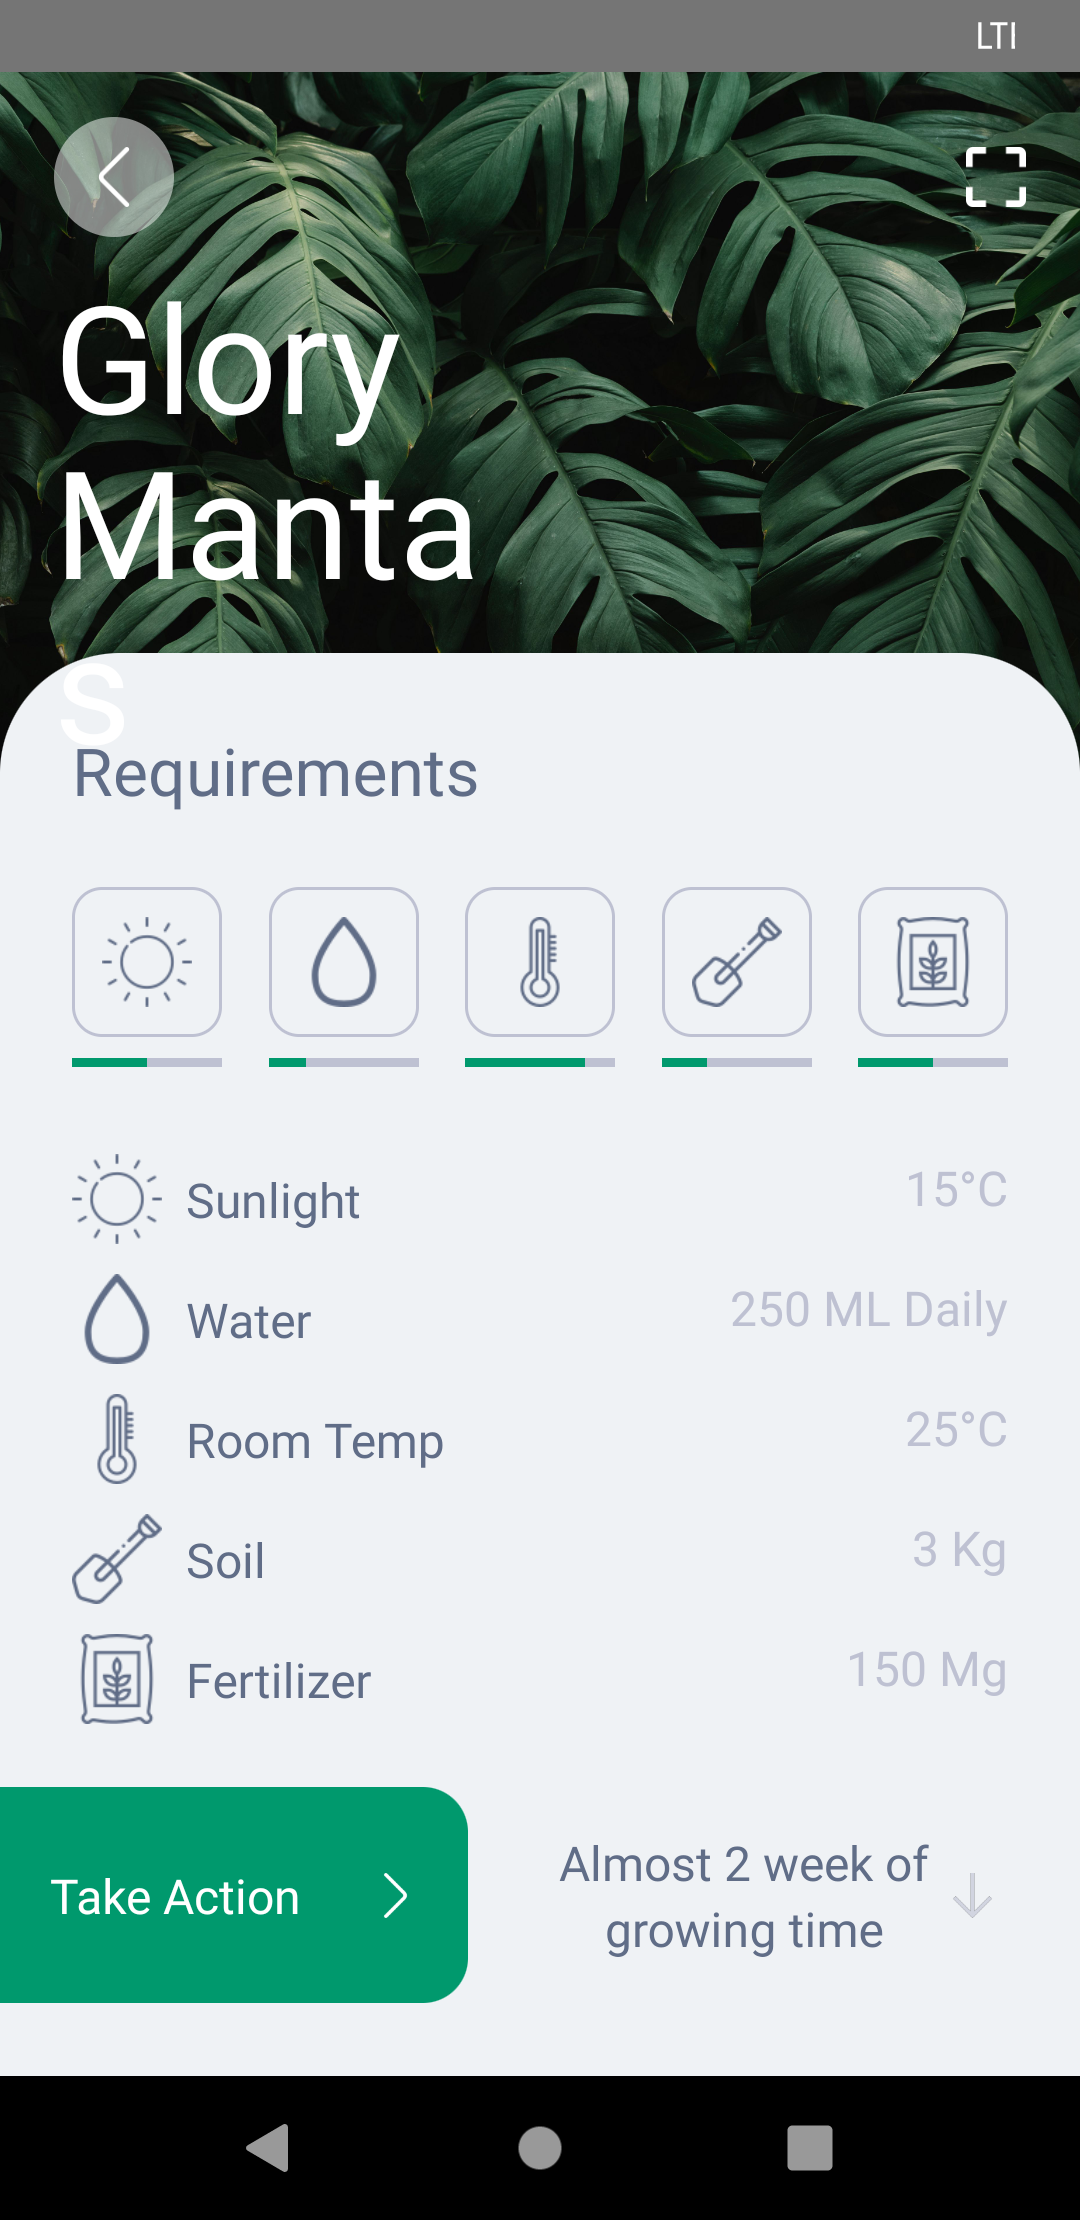 LTI
Glory
Manta
s
Requirements
Sunlight 15°C
Water 250 ML Daily
Room Temp 25°C
Soil 3 Kg
Fertilizer 150 Mg
Take Action
Almost 2 week of
growing time